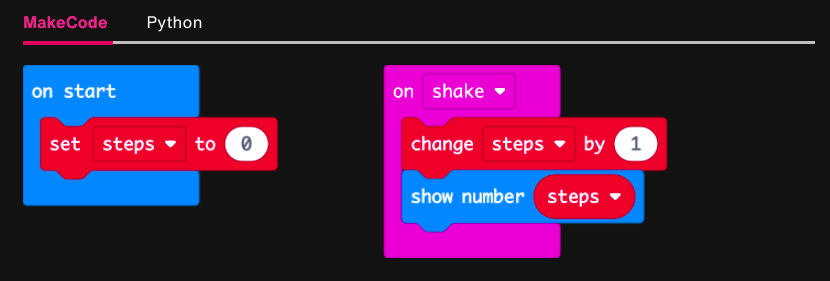 MakeCode Python
on start
set steps to 0
on shake
change steps by 1
show number steps